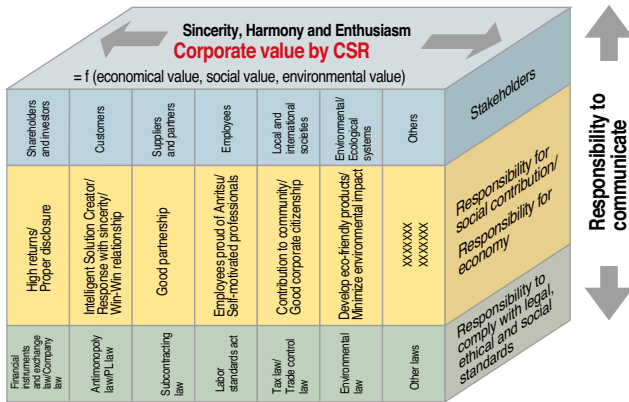 Sincerity, Harmony and Enthusiasm
Corporate value by CSR
= f (economical value, social value, environmental value)
Shareholders
and investors
Customers
Suppliers
and partners
Employees
Local and
international
societies
Environmental/
Ecological
systems
Others
Stakeholders
High returns/
Proper disclosure
Intelligent Solution Creator/
Response with sincerity/
Win-Win relationship
Good partnership
Employees proud of Anritsu/
Self-motivated professionals
Contribution to community/
Good corporate citizenship
Develop eco-friendly products/
Minimize environmental impact
XXXXXXX
XXXXXXX
Responsibility for
social contribution/
Responsibility for
economy
Financial
instruments
and exchange
law/Company
law
Antimonopoly
law/PL law
Subcontracting
law
Labor
standards act
Tax law/
Trade control
law
Environmental
law
Other laws
Responsibility to
comply with legal,
ethical and social
standards
Responsibility to
communicate